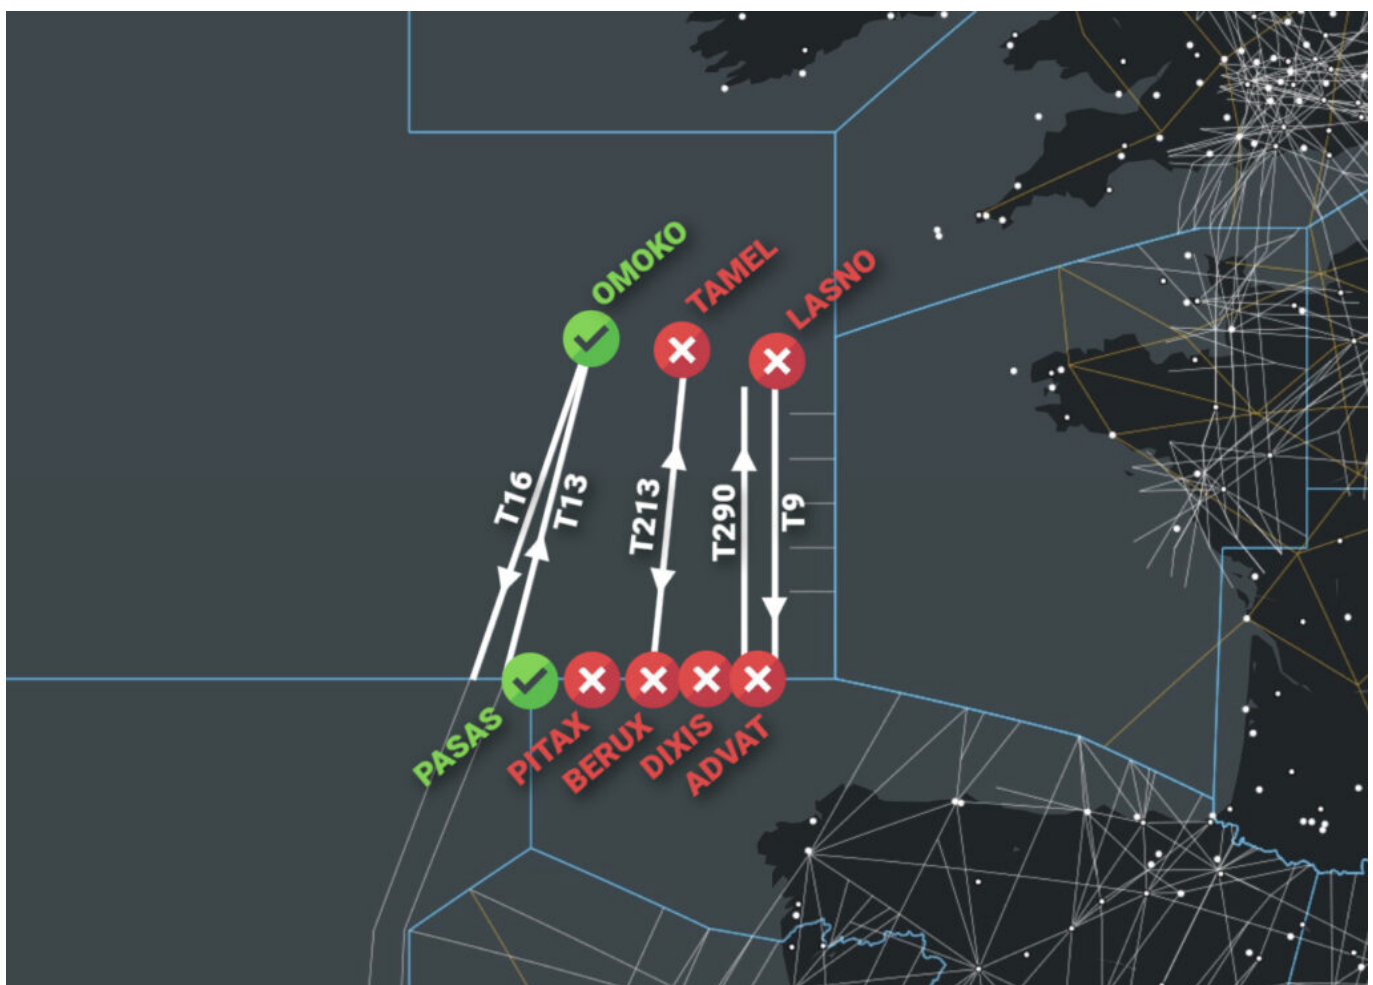 OMOKO
TAMEL
LASNO
T16
T13
T213
T290
T9
PASAS
PITAX
BERUX
DIXIS
ADVAT